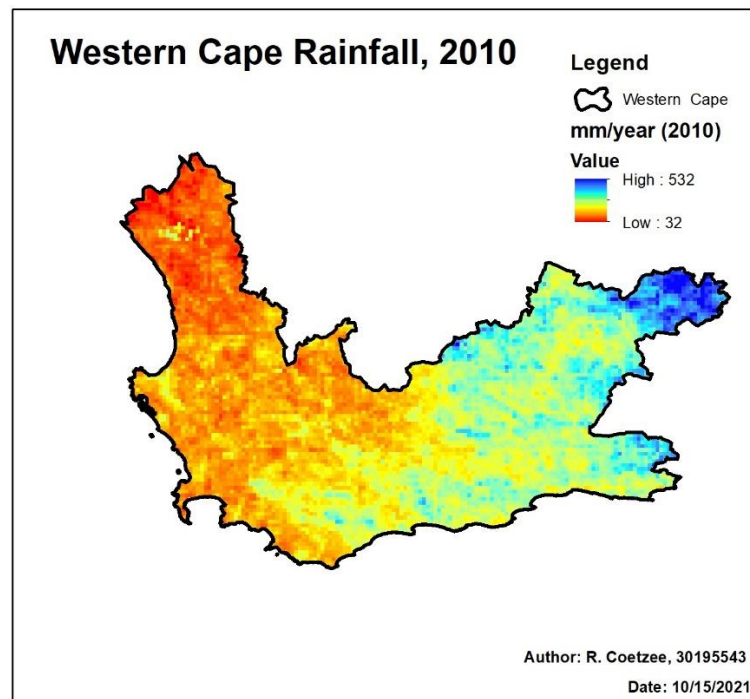 Western Cape Rainfall, 2010
Legend
Western Cape
mm/year (2010)
Value
High : 532
Low : 32
Author: R. Coetzee, 30195543
Date: 10/15/2021